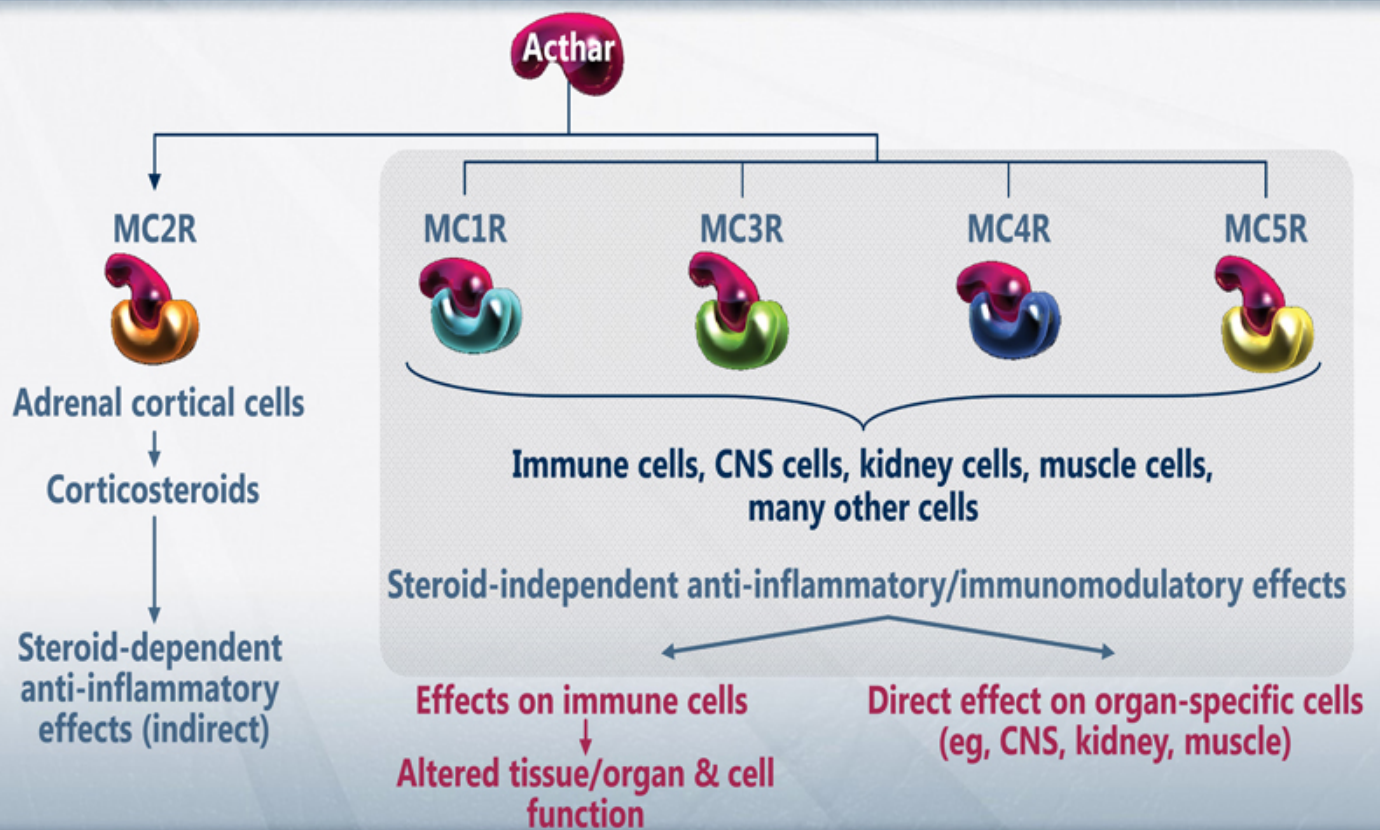 Acthar
MC2R
Adrenal cortical cells
Corticosteroids
Steroid-dependent
anti-inflammatory
effects (indirect)
MC1R
MC3R
MC4R
MC5R
Immune cells, CNS cells, kidney cells, muscle cells,
many other cells
Steroid-independent anti-inflammatory/immunomodulatory effects
Effects on immune cells
Altered tissue/organ & cell
function
Direct effect on organ-specific cells
(eg, CNS, kidney, muscle)